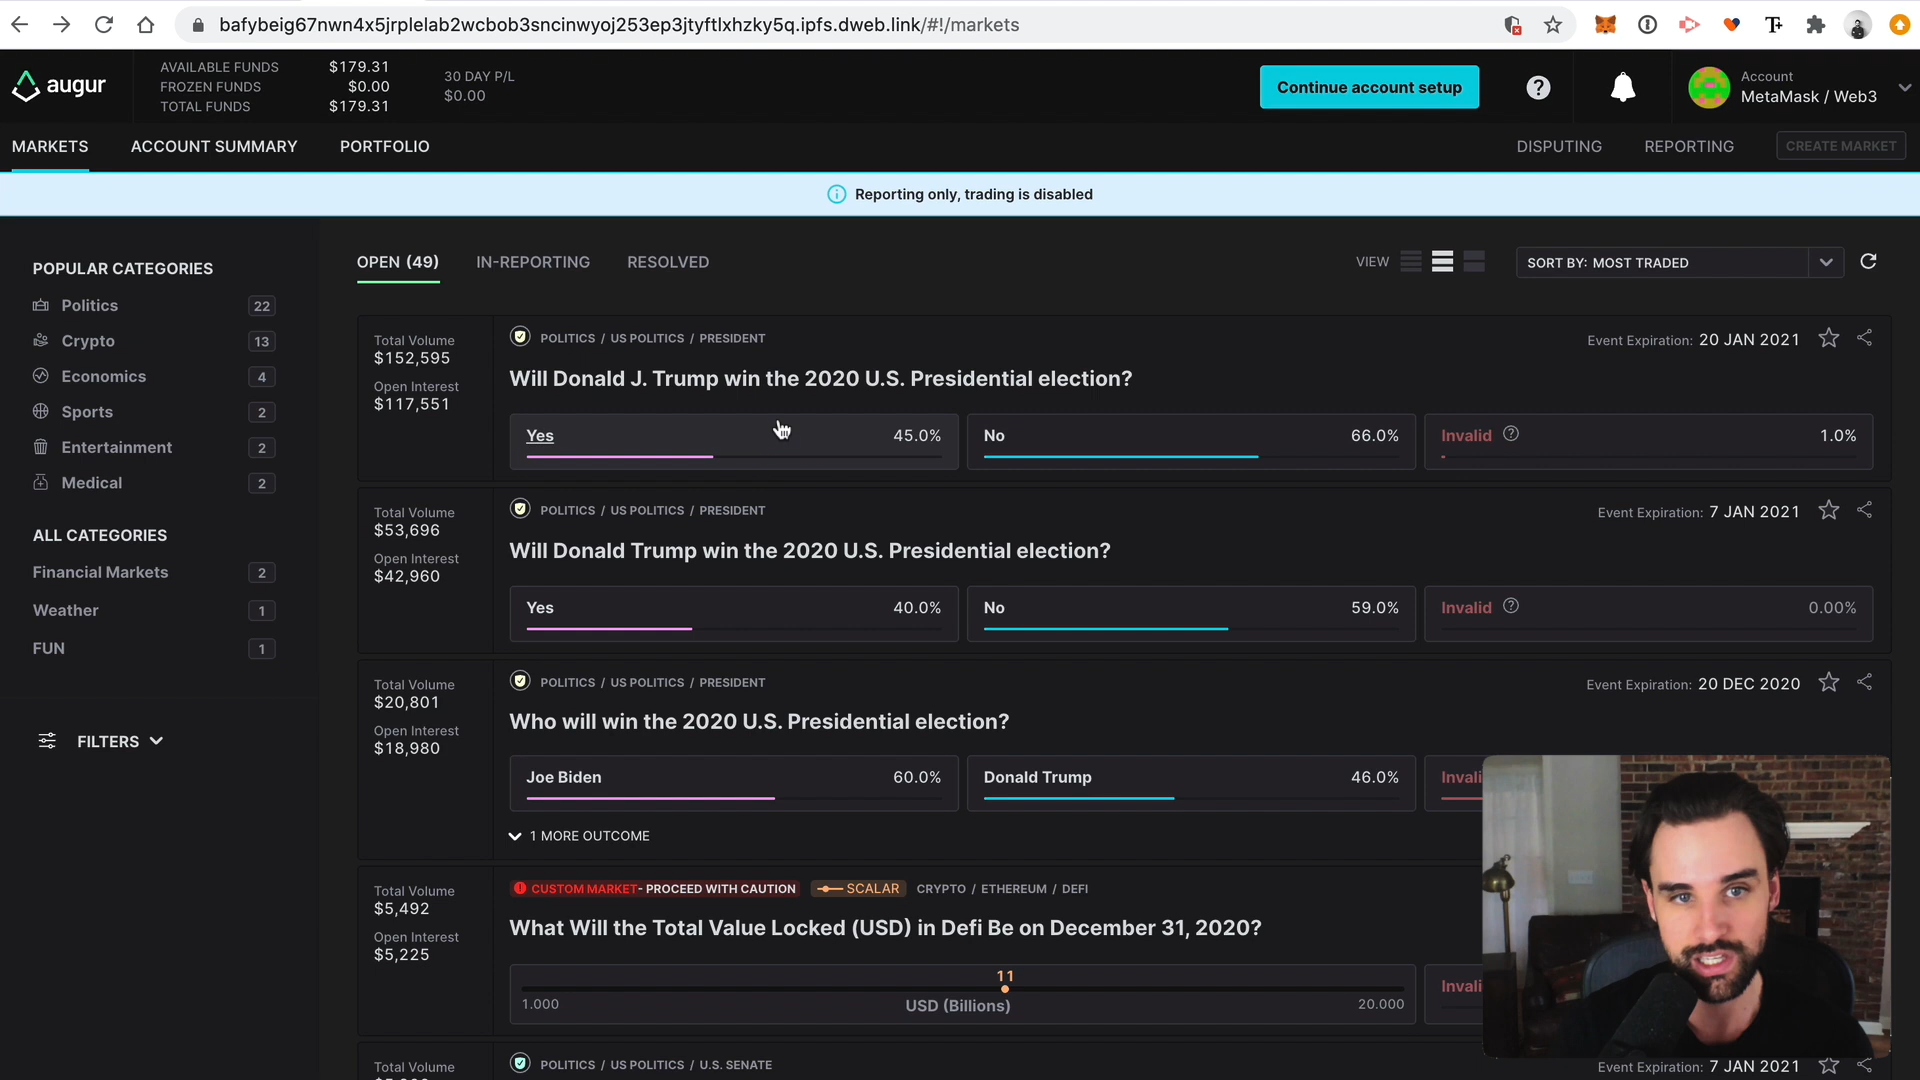 bafybeig67nwn4x5jrplelab2wcbob3sncinwyoj253ep3jtyftlxhzky5q.ipfs.dweb.link/#!/markets
augur
AVAILABLE FUNDS $179.31
FROZEN FUNDS $0.00
TOTAL FUNDS $179.31
30 DAY P/L
$0.00
Continue account setup
Account
MetaMask / Web3
MARKETS ACCOUNT SUMMARY PORTFOLIO DISPUTING REPORTING CREATE MARKET
Reporting only, trading is disabled
POPULAR CATEGORIES
Politics 22
Crypto 13
Economics 4
Sports 2
Entertainment 2
Medical 2
ALL CATEGORIES
Financial Markets 2
Weather 1
FUN 1
FILTERS
OPEN (49) IN-REPORTING RESOLVED VIEW SORT BY: MOST TRADED
Total Volume
$152,595
Open Interest
$117,551
POLITICS / US POLITICS / PRESIDENT Event Expiration: 20 JAN 2021
Will Donald J. Trump win the 2020 U.S. Presidential election?
Yes 45.0% No 66.0% Invalid 1.0%
Total Volume
$53,696
Open Interest
$42,960
POLITICS / US POLITICS / PRESIDENT Event Expiration: 7 JAN 2021
Will Donald Trump win the 2020 U.S. Presidential election?
Yes 40.0% No 59.0% Invalid 0.00%
Total Volume
$20,801
Open Interest
$18,980
POLITICS / US POLITICS / PRESIDENT Event Expiration: 20 DEC 2020
Who will win the 2020 U.S. Presidential election?
Joe Biden 60.0% Donald Trump 46.0% Invali
1 MORE OUTCOME
Total Volume
$5,492
Open Interest
$5,225
CUSTOM MARKET - PROCEED WITH CAUTION SCALAR CRYPTO / ETHEREUM / DEFI
What Will the Total Value Locked (USD) in Defi Be on December 31, 2020?
11
1.000 USD (Billions) 20.000
Invali
Total Volume
POLITICS / US POLITICS / U.S. SENATE Event Expiration: 7 JAN 2021